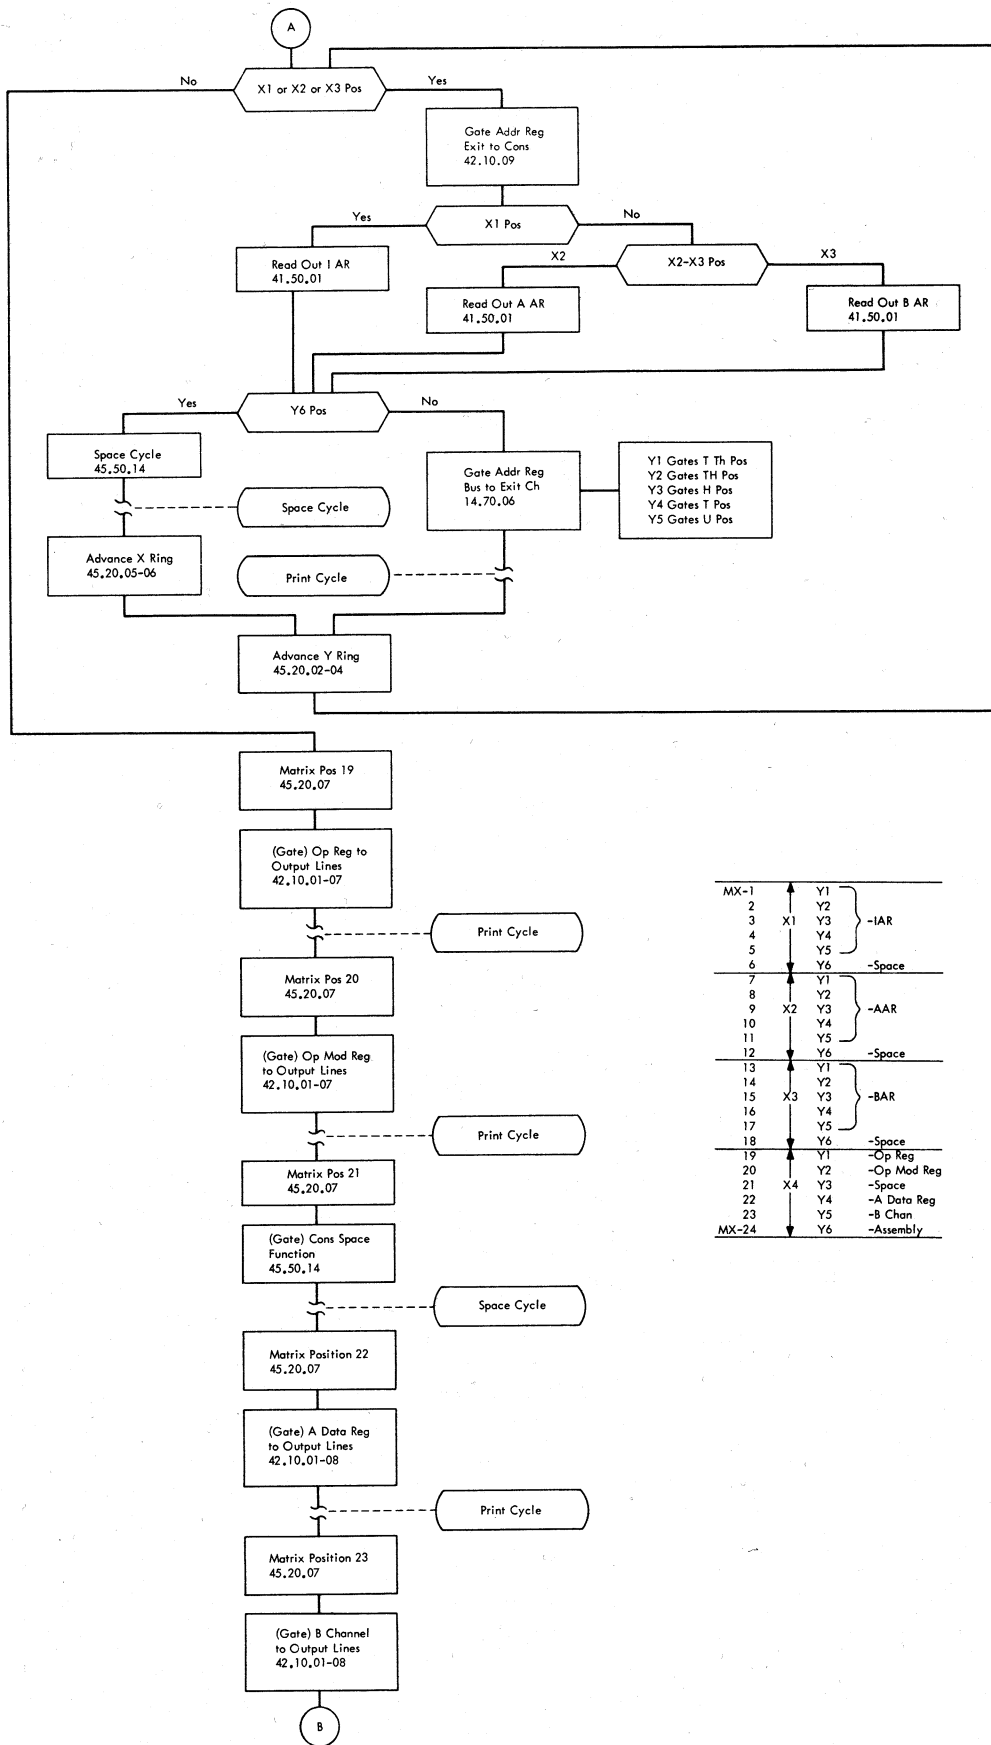 A
No
X1 or X2 or X3 Pos
Yes
Gate Addr Reg
Exit to Cons
42.10.09
Yes
X1 Pos
No
Read Out I AR
41.50.01
X2
X2-X3 Pos
X3
Read Out A AR
41.50.01
Read Out B AR
41.50.01
Yes
Y6 Pos
No
Space Cycle
45.50.14
Gate Addr Reg
Bus to Exit Ch
14.70.06
Y1 Gates T Th Pos
Y2 Gates TH Pos
Y3 Gates H Pos
Y4 Gates T Pos
Y5 Gates U Pos
Space Cycle
Advance X Ring
45.20.05-06
Print Cycle
Advance Y Ring
45.20.02-04
Matrix Pos 19
45.20.07
(Gate) Op Reg to
Output Lines
42.10.01-07
Print Cycle
Matrix Pos 20
45.20.07
(Gate) Op Mod Reg
to Output Lines
42.10.01-07
Print Cycle
Matrix Pos 21
45.20.07
(Gate) Cons Space
Function
45.50.14
Space Cycle
Matrix Position 22
45.20.07
(Gate) A Data Reg
to Output Lines
42.10.01-08
Print Cycle
Matrix Position 23
45.20.07
(Gate) B Channel
to Output Lines
42.10.01-08
B
MX-1 Y1
2 Y2
3 X1 Y3 -IAR
4 Y4
5 Y5
6 Y6 -Space
7 Y1
8 Y2
9 X2 Y3 -AAR
10 Y4
11 Y5
12 Y6 -Space
13 Y1
14 Y2
15 X3 Y3 -BAR
16 Y4
17 Y5
18 Y6 -Space
19 Y1 -Op Reg
20 Y2 -Op Mod Reg
21 X4 Y3 -Space
22 Y4 -A Data Reg
23 Y5 -B Chan
MX-24 Y6 -Assembly